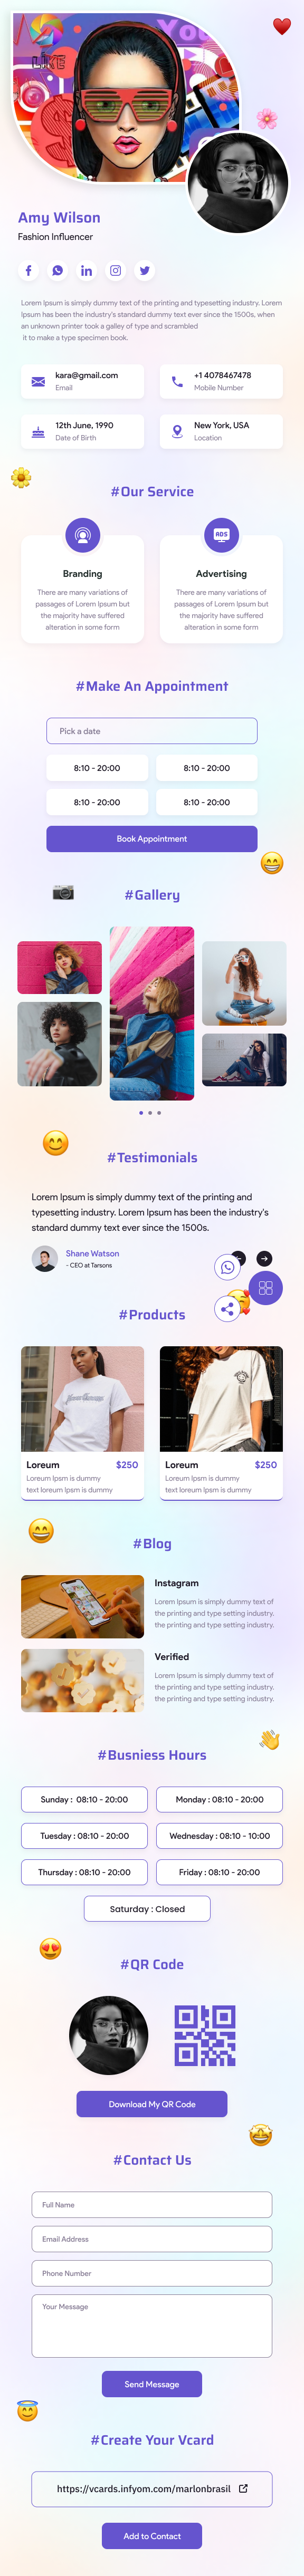 You
LIKE
Amy Wilson
Fashion Influencer
Lorem Ipsum is simply dummy text of the printing and typesetting industry. Lorem
Ipsum has been the industry's standard dummy text ever since the 1500s, when
an unknown printer took a galley of type and scrambled
it to make a type specimen book.
kara@gmail.com
Email
+1 4078467478
Mobile Number
12th June, 1990
Date of Birth
New York, USA
Location
#Our Service
ADS
Branding
There are many variations of
passages of Lorem Ipsum but
the majority have suffered
alteration in some form
Advertising
There are many variations of
passages of Lorem Ipsum but
the majority have suffered
alteration in some form
#Make An Appointment
Pick a date
8:10 - 20:00
8:10 - 20:00
8:10 - 20:00
8:10 - 20:00
Book Appointment
#Gallery
#Testimonials
Lorem Ipsum is simply dummy text of the printing and
typesetting industry. Lorem Ipsum has been the industry's
standard dummy text ever since the 1500s.
Shane Watson
- CEO at Tarsons
#Products
Loreum
$250
Loreum Ipsm is dummy
text loreum Ipsm is dummy
Loreum
$250
Loreum Ipsm is dummy
text loreum Ipsm is dummy
#Blog
Instagram
Lorem Ipsum is simply dummy text of
the printing and type setting industry.
the printing and type setting industry.
Verified
Lorem Ipsum is simply dummy text of
the printing and type setting industry.
the printing and type setting industry.
#Busniess Hours
Sunday : 08:10 - 20:00
Monday : 08:10 - 20:00
Tuesday : 08:10 - 20:00
Wednesday : 08:10 - 10:00
Thursday : 08:10 - 20:00
Friday : 08:10 - 20:00
Saturday : Closed
#QR Code
Download My QR Code
#Contact Us
Full Name
Email Address
Phone Number
Your Message
Send Message
#Create Your Vcard
https://vcards.infyom.com/marlonbrasil
Add to Contact